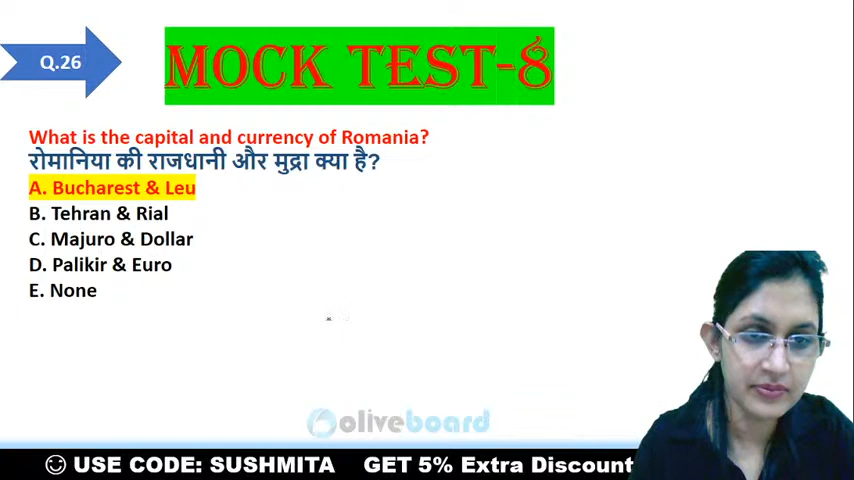 Q.26
MOCK TEST-8
What is the capital and currency of Romania?
रोमानिया की राजधानी और मुद्रा क्या है?
A. Bucharest & Leu
B. Tehran & Rial
C. Majuro & Dollar
D. Palikir & Euro
E. None
oliveboard
USE CODE: SUSHMITA GET 5% Extra Discount